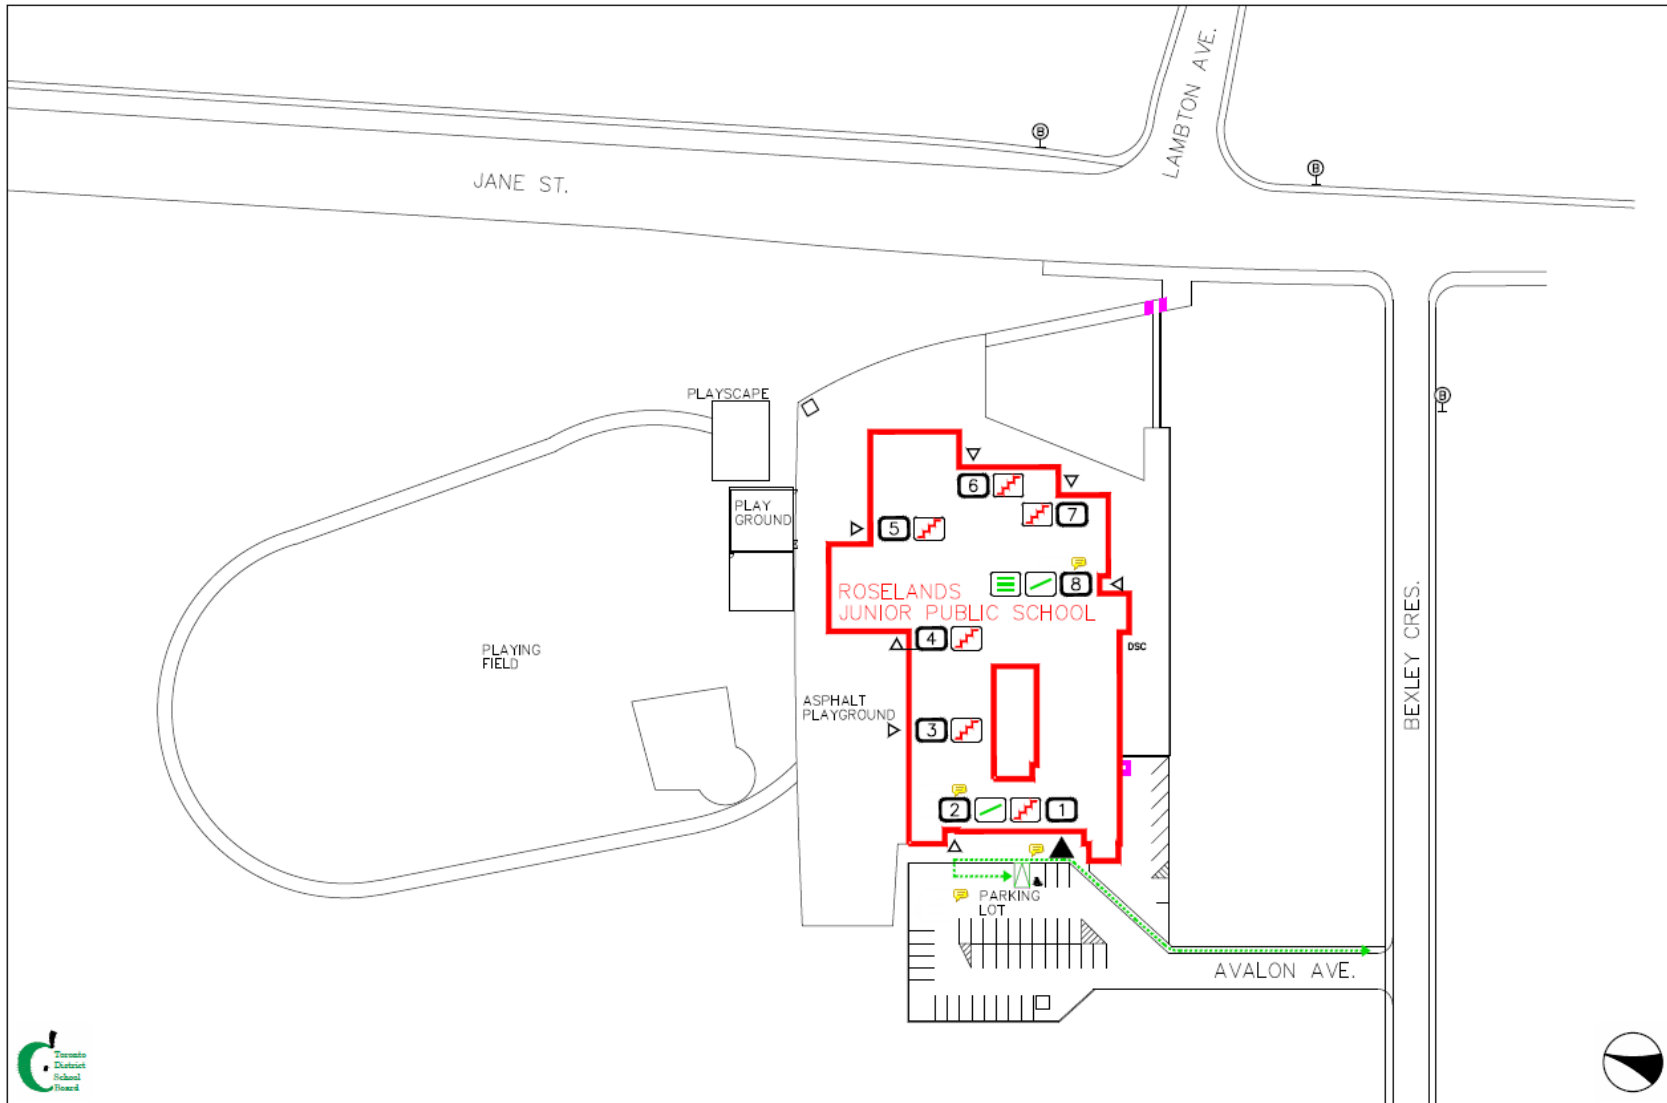 LAMBTON AVE.
B
B
JANE ST.
PLAYSCAPE
B
6
7
PLAY
GROUND
5
8
ROSELANDS
JUNIOR PUBLIC SCHOOL
4
DSC
BEXLEY CRES.
PLAYING
FIELD
ASPHALT
PLAYGROUND
3
2
1
PARKING
LOT
AVALON AVE.
Toronto
District
School
Board